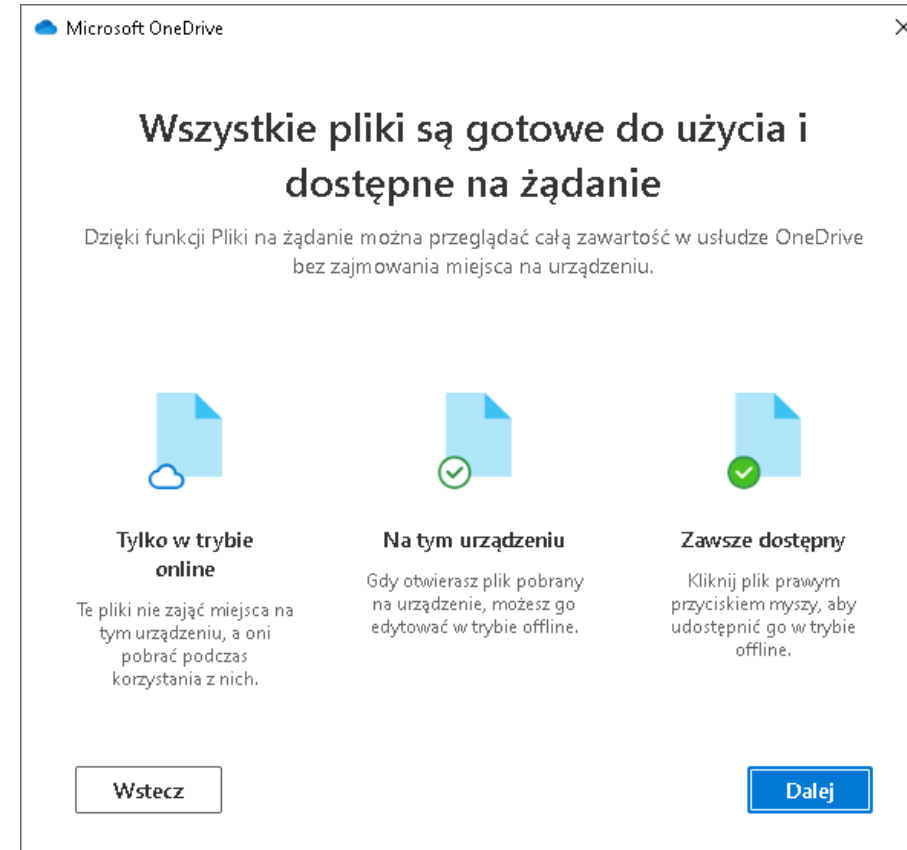 Microsoft OneDrive
Wszystkie pliki są gotowe do użycia i
dostępne na żądanie
Dzięki funkcji Pliki na żądanie można przeglądać całą zawartość w usłudze OneDrive
bez zajmowania miejsca na urządzeniu.
Tylko w trybie
online
Te pliki nie zająć miejsca na
tym urządzeniu, a oni
pobrać podczas
korzystania z nich.
Na tym urządzeniu
Gdy otwierasz plik pobrany
na urządzenie, możesz go
edytować w trybie offline.
Zawsze dostępny
Kliknij plik prawym
przyciskiem myszy, aby
udostępnić go w trybie
offline.
Wstecz
Dalej